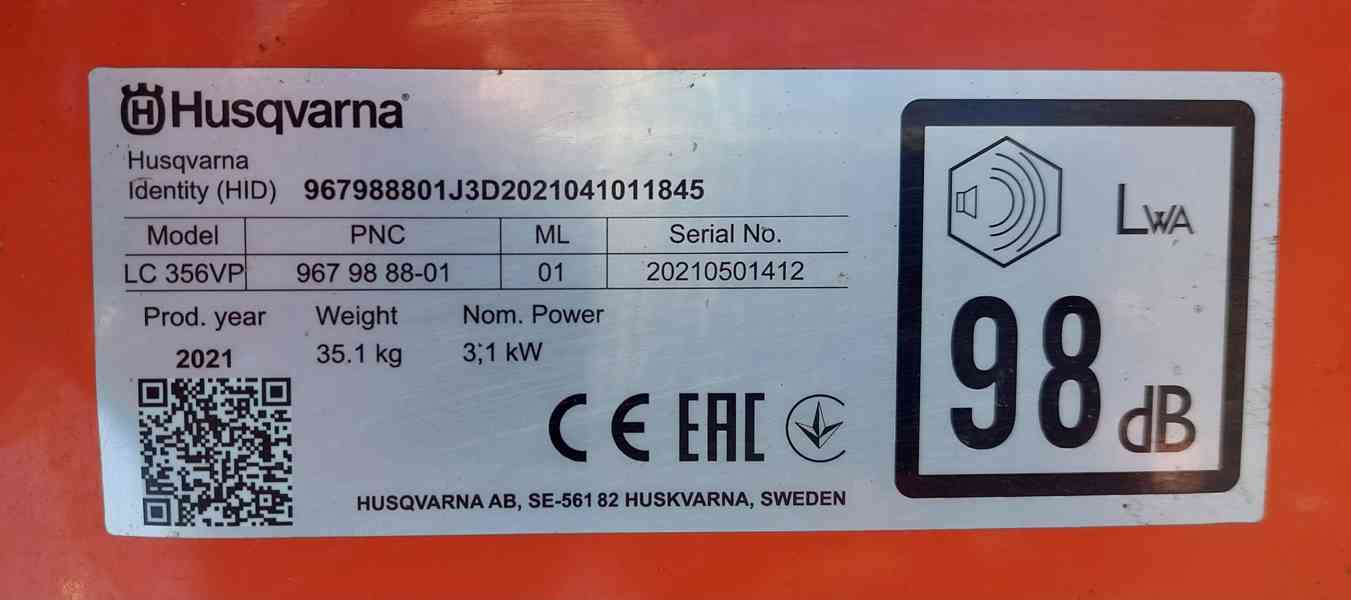 Husqvarna®
Husqvarna
Identity (HID) 967988801J3D2021041011845
Model PNC ML Serial No.
LC 356VP 967 98 88-01 01 20210501412
Prod. year Weight Nom. Power
2021 35.1 kg 3,1 kW
CE EAC
HUSQVARNA AB, SE-561 82 HUSKVARNA, SWEDEN
LWA
98 dB